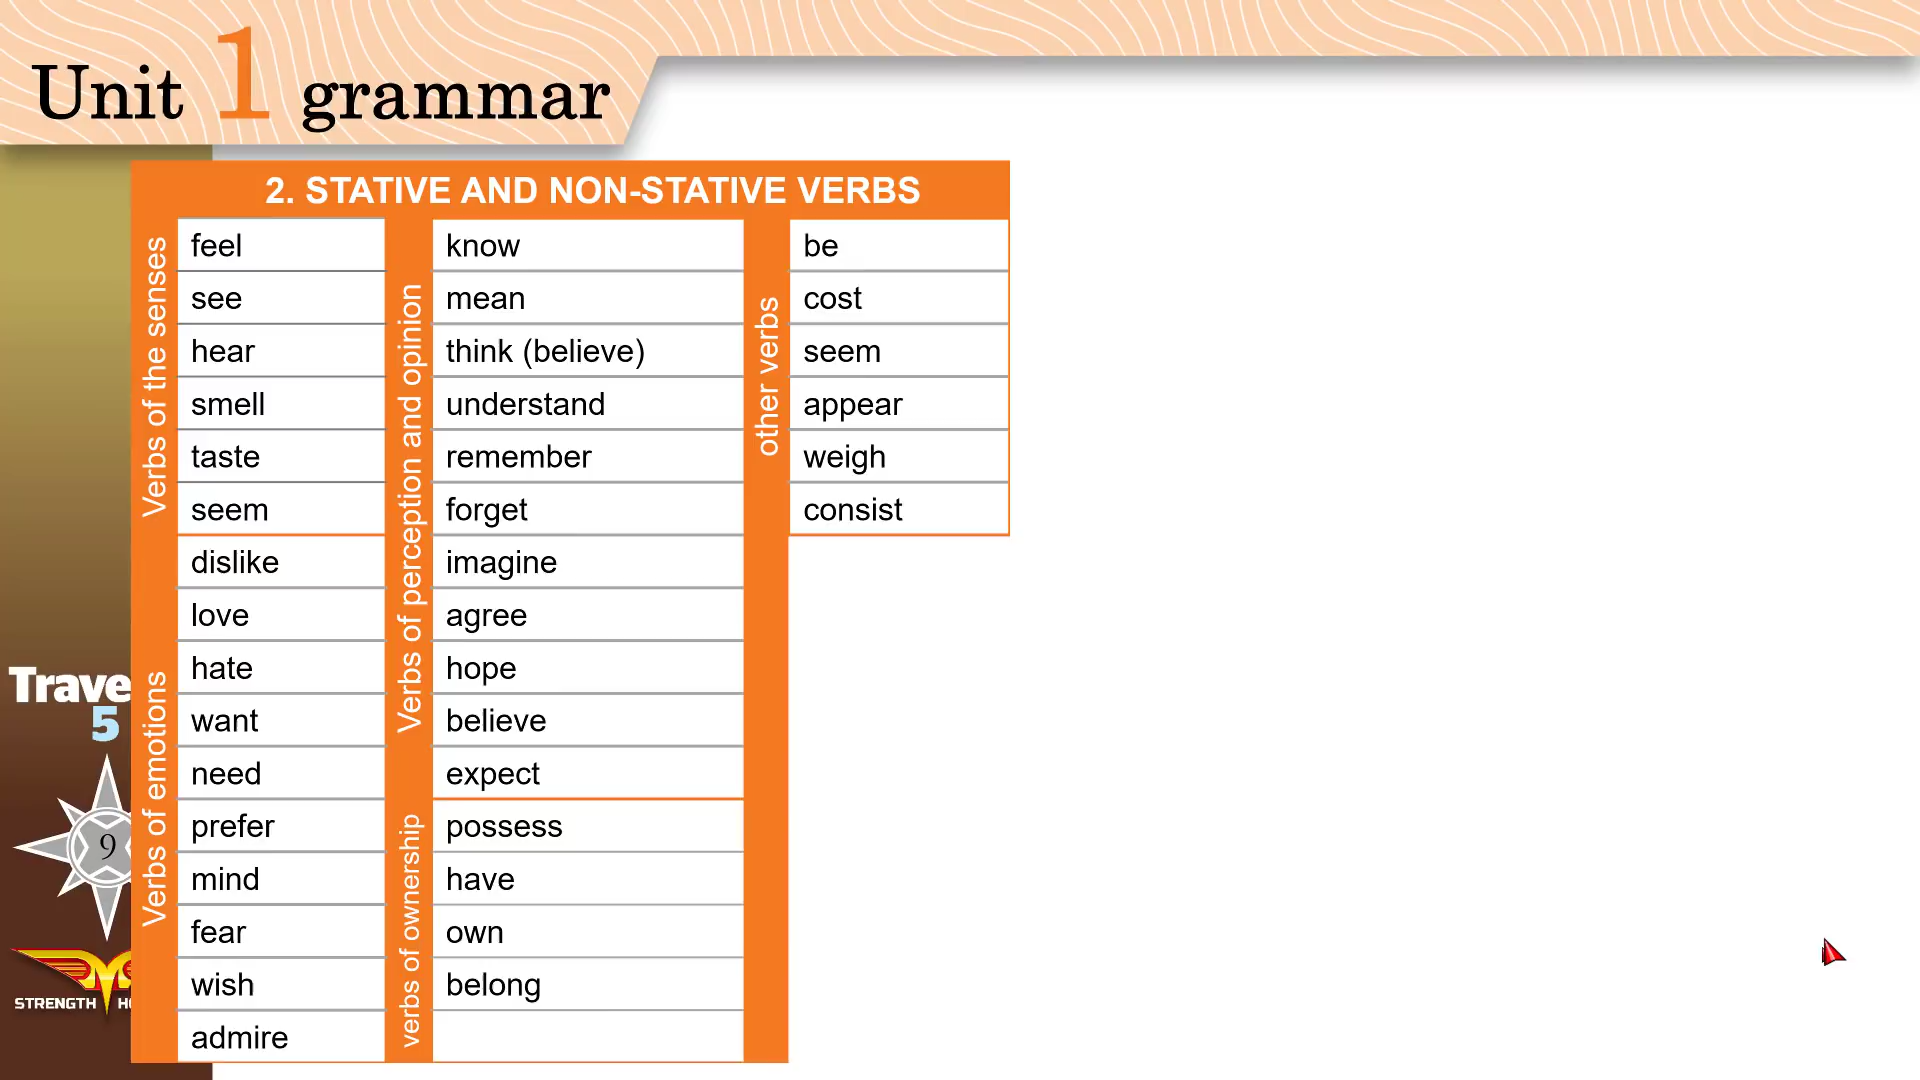 Unit 1 grammar
2. STATIVE AND NON-STATIVE VERBS
Verbs of the senses
feel
see
hear
smell
taste
seem
Verbs of emotions
dislike
love
hate
want
need
prefer
mind
fear
wish
admire
Verbs of perception and opinion
know
mean
think (believe)
understand
remember
forget
imagine
agree
hope
believe
expect
verbs of ownership
possess
have
own
belong
other verbs
be
cost
seem
appear
weigh
consist
Trave
5
9
STRENGTH